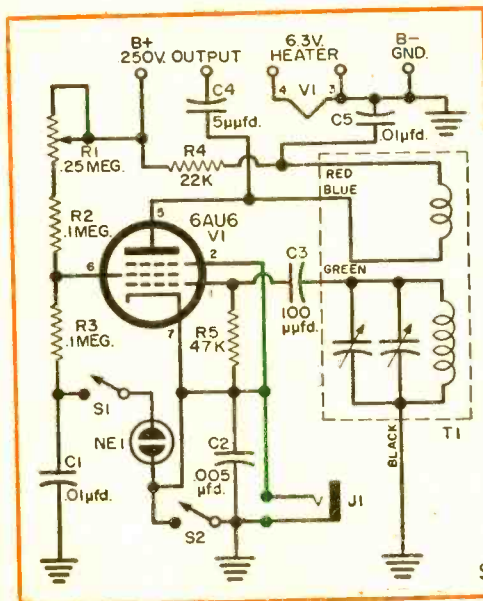 B+
250V. OUTPUT
6.3V.
HEATER
B-
GND.
C4
5µµfd.
4 V1 3
C5
.01µfd.
R1
.25 MEG.
R4
22K
RED
BLUE
R2
.1MEG.
5
6AU6
V1
6
2
1
7
GREEN
C3
100
µµfd.
R3
.1MEG.
R5
47K
S1
NE1
C1
.01µfd.
C2
.005
µfd.
S2
J1
BLACK
T1